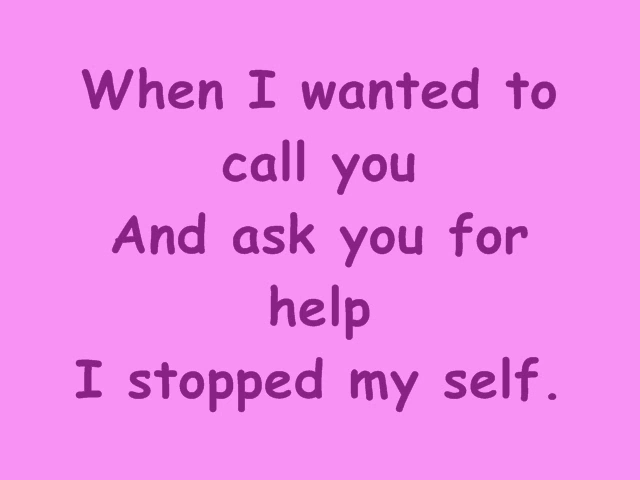 When I wanted to
call you
And ask you for
help
I stopped my self.